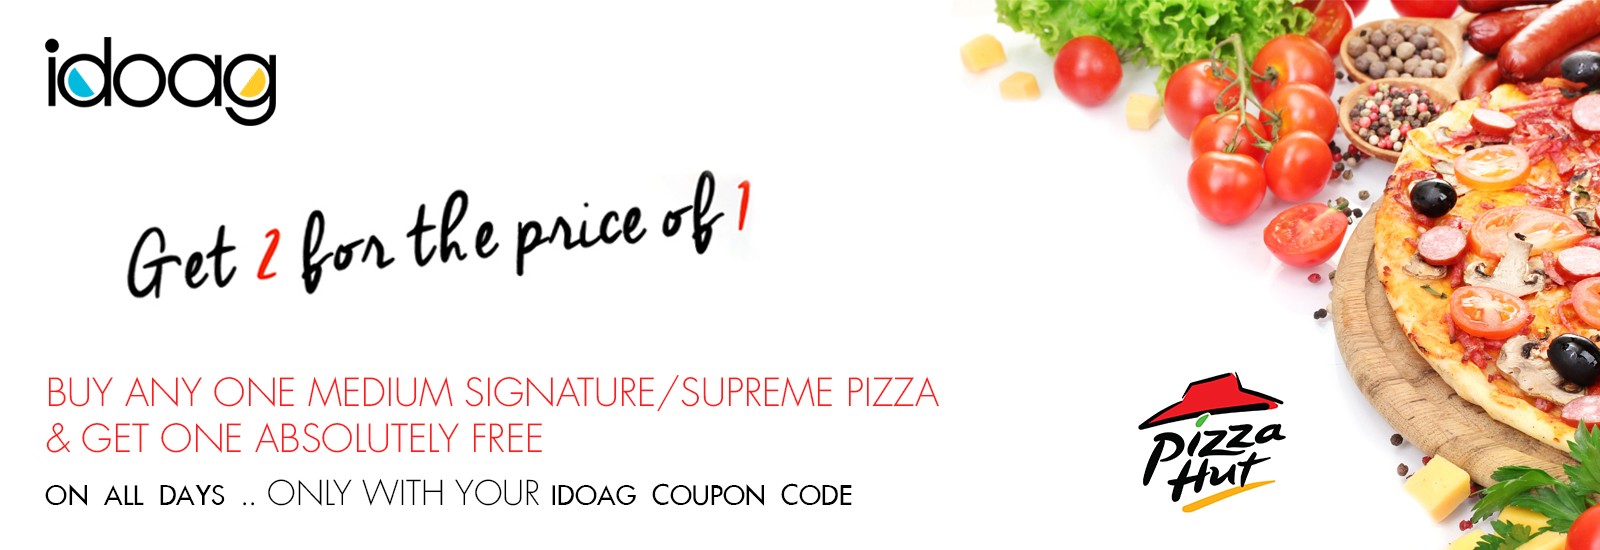 idoag
Get 2 for the price of 1
BUY ANY ONE MEDIUM SIGNATURE/SUPREME PIZZA
& GET ONE ABSOLUTELY FREE
ON ALL DAYS .. ONLY WITH YOUR IDOAG COUPON CODE
Pizza
Hut